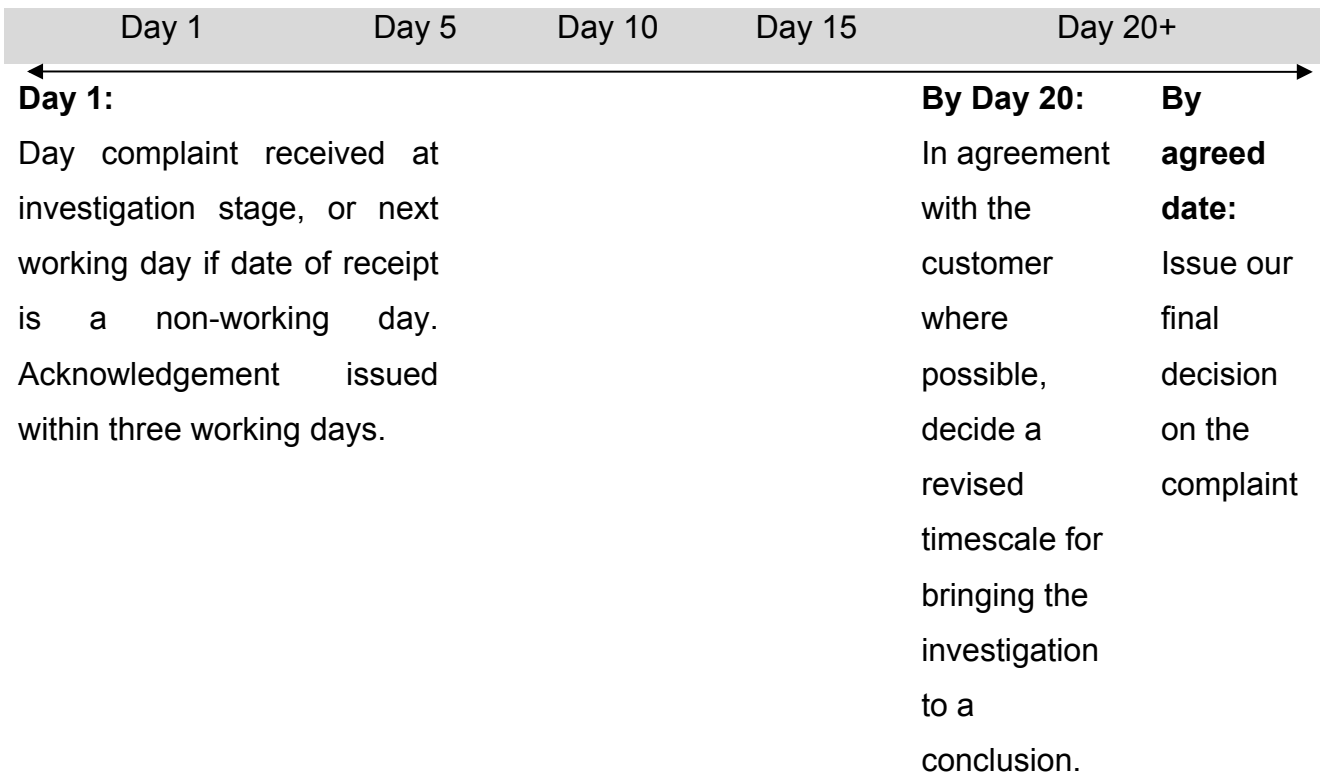 Day 1 Day 5 Day 10 Day 15 Day 20+
Day 1:
Day complaint received at
investigation stage, or next
working day if date of receipt
is a non-working day.
Acknowledgement issued
within three working days.
By Day 20:
In agreement
with the
customer
where
possible,
decide a
revised
timescale for
bringing the
investigation
to a
conclusion.
By
agreed
date:
Issue our
final
decision
on the
complaint